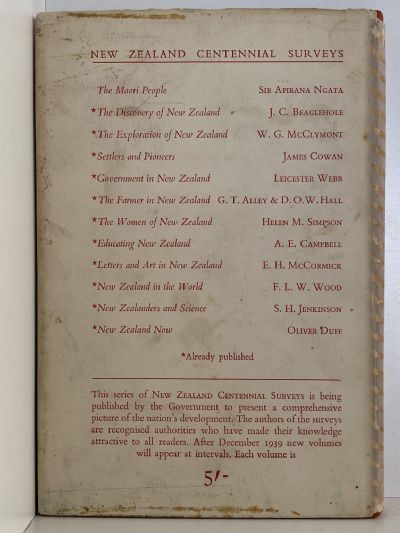 NEW ZEALAND CENTENNIAL SURVEYS
The Maori People SIR APIRANA NGATA
*The Discovery of New Zealand J. C. BEAGLEHOLE
*The Exploration of New Zealand W. G. MCCLYMONT
*Settlers and Pioneers JAMES COWAN
*Government in New Zealand LEICESTER WEBB
*The Farmer in New Zealand G. T. ALLEY & D. O. W. HALL
*The Women of New Zealand HELEN M. SIMPSON
*Educating New Zealand A. E. CAMPBELL
*Letters and Art in New Zealand E. H. MCCORMICK
*New Zealand in the World F. L. W. WOOD
*New Zealanders and Science S. H. JENKINSON
*New Zealand Now OLIVER DUFF
*Already published
This series of NEW ZEALAND CENTENNIAL SURVEYS is being
published by the Government to present a comprehensive
picture of the nation's development. The authors of the surveys
are recognised authorities who have made their knowledge
attractive to all readers. After December 1939 new volumes
will appear at intervals. Each volume is
5/-